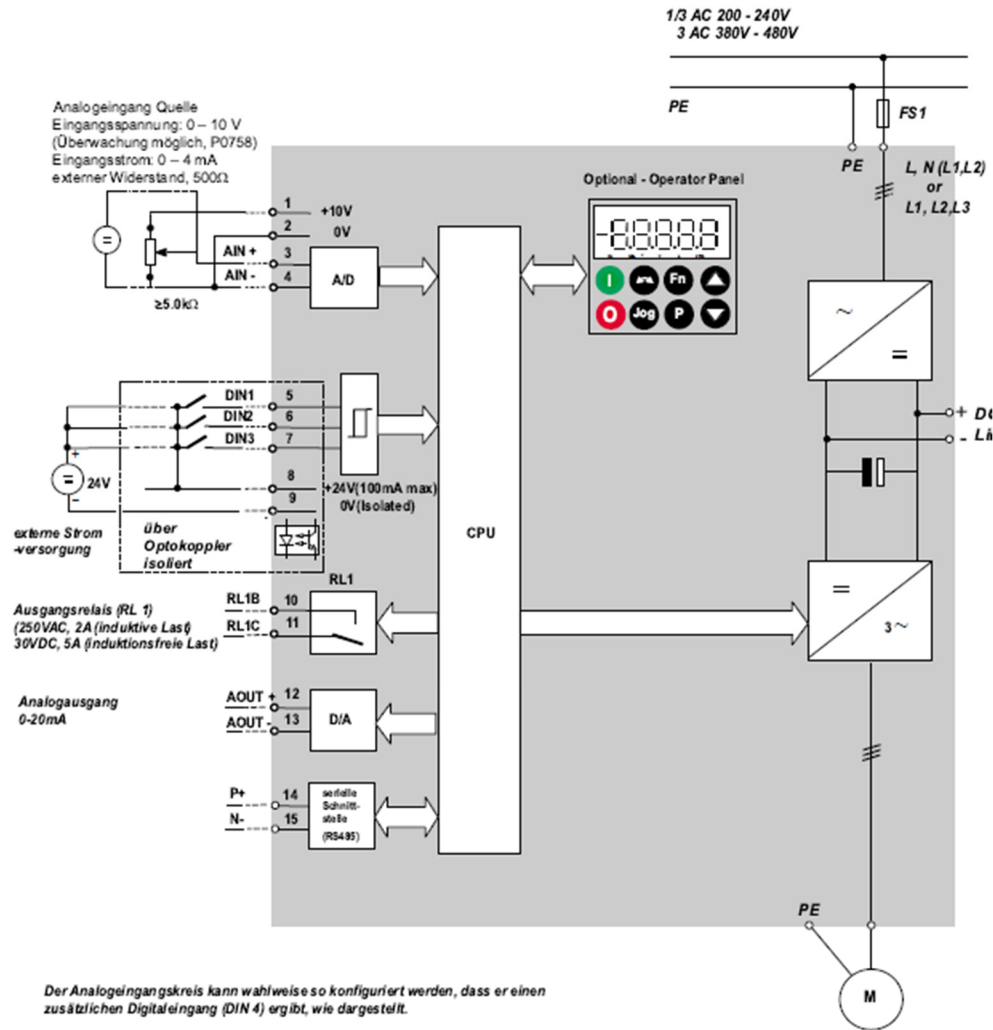 1/3 AC 200 - 240V
3 AC 380V - 480V
PE
FS1
PE
L, N (L1,L2)
or
L1, L2,L3
Analogeingang Quelle
Eingangsspannung: 0 – 10 V
(Überwachung möglich, P0758)
Eingangsstrom: 0 – 4 mA
externer Widerstand, 500Ω
Optional - Operator Panel
1
+10V
2
0V
AIN +
3
AIN -
4
A/D
≥5.0kΩ
=
I
Fn
O
Jog
P
~
=
DIN1
5
DIN2
6
DIN3
7
8
+24V(100mA max)
9
0V(Isolated)
+
=
24V
-
externe Strom
-versorgung
über
Optokoppler
isoliert
CPU
+
-
RL1
RL1B
10
RL1C
11
Ausgangsrelais (RL 1)
(250VAC, 2A (induktive Last)
30VDC, 5A (induktionsfreie Last)
=
3 ~
Analogausgang
0-20mA
AOUT +
12
AOUT -
13
D/A
P+
14
N-
15
serielle
Schnitt-
stelle
(RS485)
PE
M
Der Analogeingangskreis kann wahlweise so konfiguriert werden, dass er einen
zusätzlichen Digitaleingang (DIN 4) ergibt, wie dargestellt.